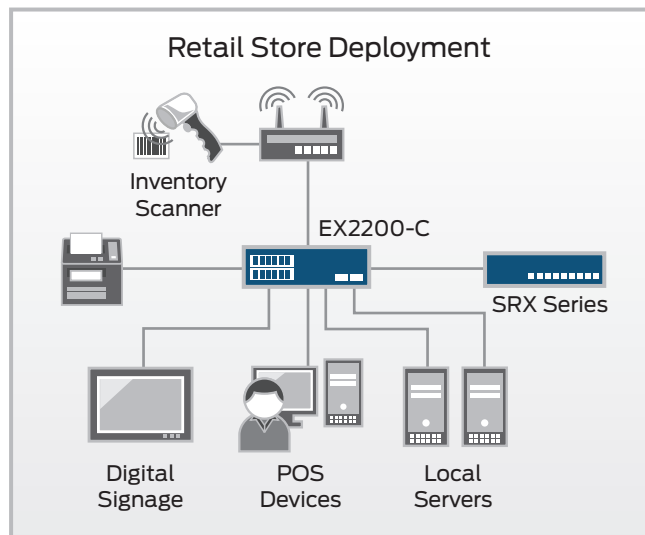 Retail Store Deployment
Inventory
Scanner
EX2200-C
SRX Series
Digital
Signage
POS
Devices
Local
Servers